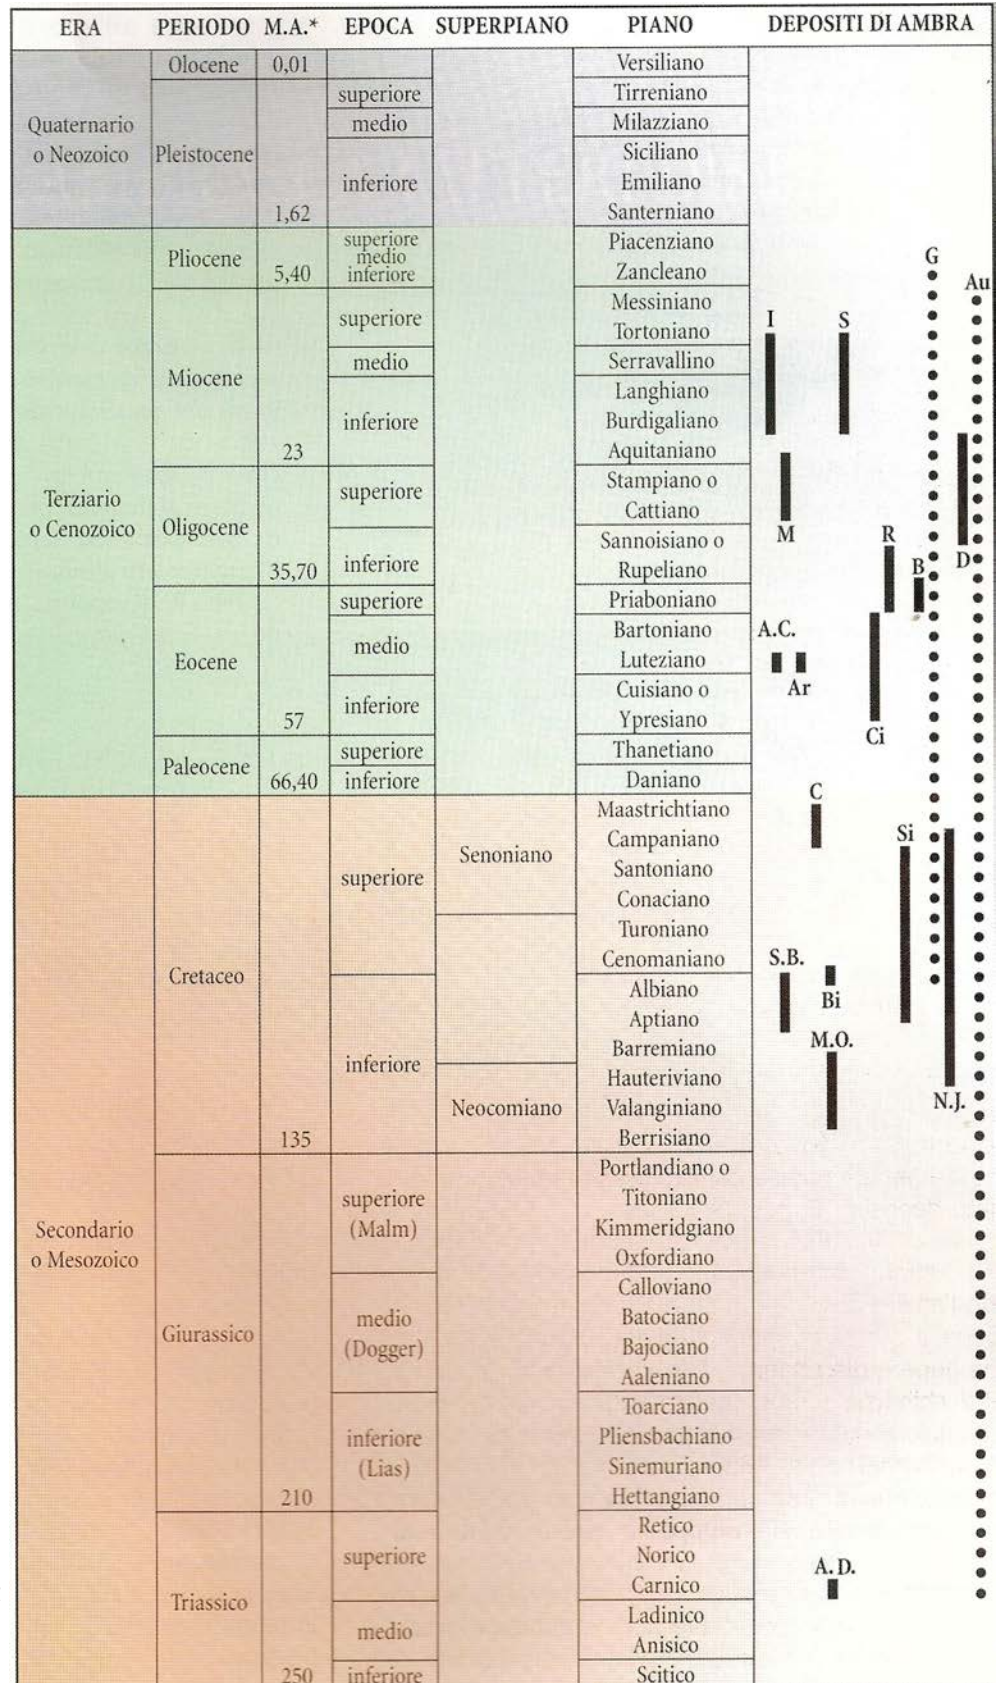 ERA PERIODO M.A.* EPOCA SUPERPIANO PIANO DEPOSITI DI AMBRA
Olocene 0,01 Versiliano
superiore Tirreniano
Quaternario medio Milazziano
o Neozoico Pleistocene Siciliano
inferiore Emiliano
1,62 Santerniano
superiore Piacenziano
Pliocene medio G
5,40 inferiore Zancleano
Au
Messiniano
superiore Tortoniano I S
medio Serravallino
Miocene Langhiano
inferiore Burdigaliano
23 Aquitaniano
Terziario superiore Stampiano o
o Cenozoico Oligocene Cattiano
M R
Sannoisiano o
35,70 inferiore Rupeliano B D
superiore Priaboniano
Bartoniano A.C.
Eocene medio Luteziano
Ar
inferiore Cuisiano o
57 Ypresiano Ci
Paleocene superiore Thanetiano
66,40 inferiore Daniano
C
Maastrichtiano
Senoniano Campaniano Si
superiore Santoniano
Conaciano
Turoniano
Cenomaniano S.B.
Cretaceo Albiano Bi
Aptiano
inferiore Barremiano M.O.
Hauteriviano
Neocomiano Valanginiano N.J.
135 Berrisiano
Portlandiano o
superiore Titoniano
Secondario (Malm) Kimmeridgiano
o Mesozoico Oxfordiano
Calloviano
Giurassico medio Batociano
(Dogger) Bajociano
Aaleniano
Toarciano
inferiore Pliensbachiano
(Lias) Sinemuriano
210 Hettangiano
Retico
superiore Norico
A.D.
Carnico
Triassico Ladinico
medio Anisico
250 inferiore Scitico